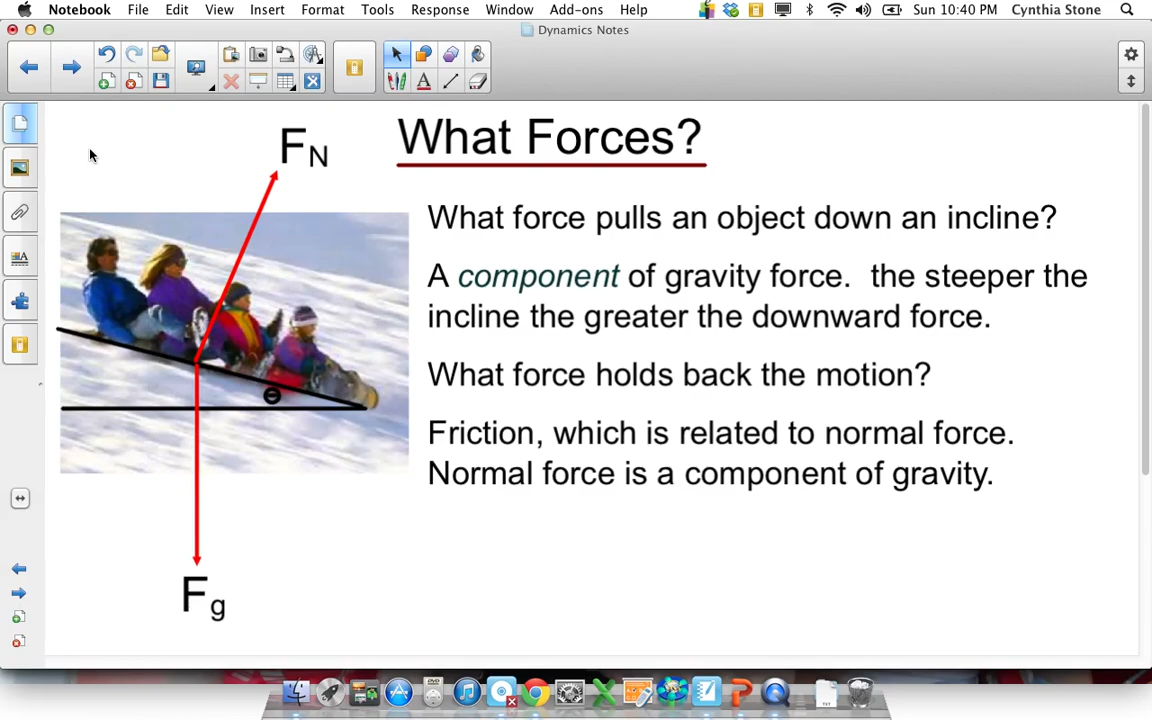 Notebook File Edit View Insert Format Tools Response Window Add-ons Help Sun 10:40 PM Cynthia Stone
Dynamics Notes
FN
What Forces?
What force pulls an object down an incline?
A component of gravity force. the steeper the
incline the greater the downward force.
What force holds back the motion?
Friction, which is related to normal force.
Normal force is a component of gravity.
Θ
Fg